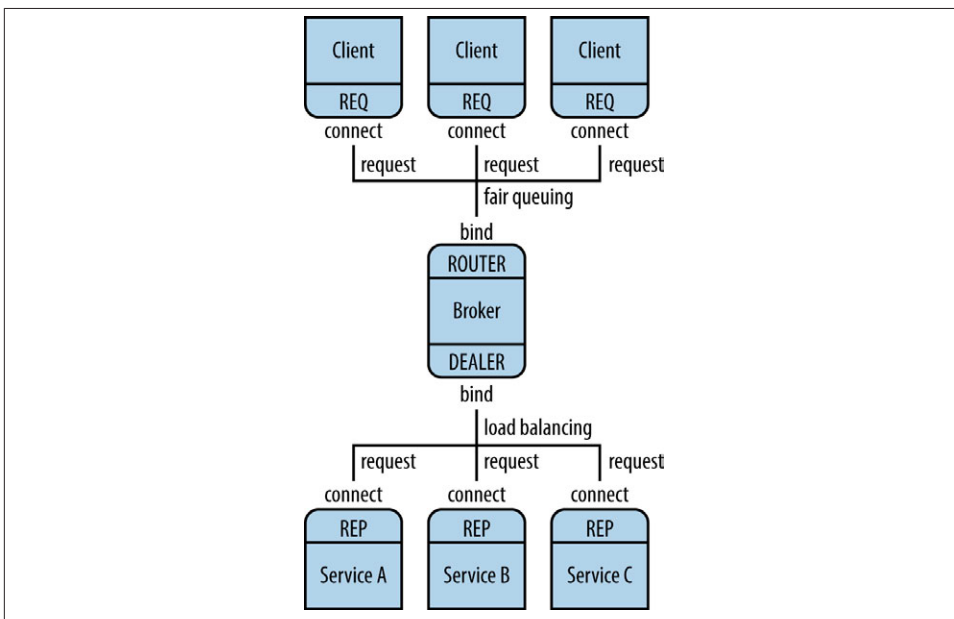 Client Client Client
REQ REQ REQ
connect connect connect
request request request
fair queuing
bind
ROUTER
Broker
DEALER
bind
load balancing
request request request
connect connect connect
REP REP REP
Service A Service B Service C